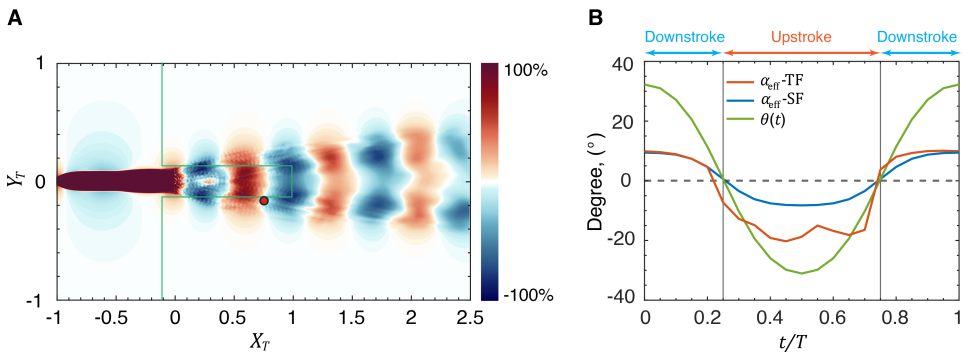 A
1
0
-1
Y_T
-1
-0.5
0
0.5
1
1.5
2
2.5
X_T
100%
-100%
B
Downstroke
Upstroke
Downstroke
40
20
0
-20
-40
Degree, (°)
α_eff-TF
α_eff-SF
θ(t)
0
0.2
0.4
0.6
0.8
1
t/T